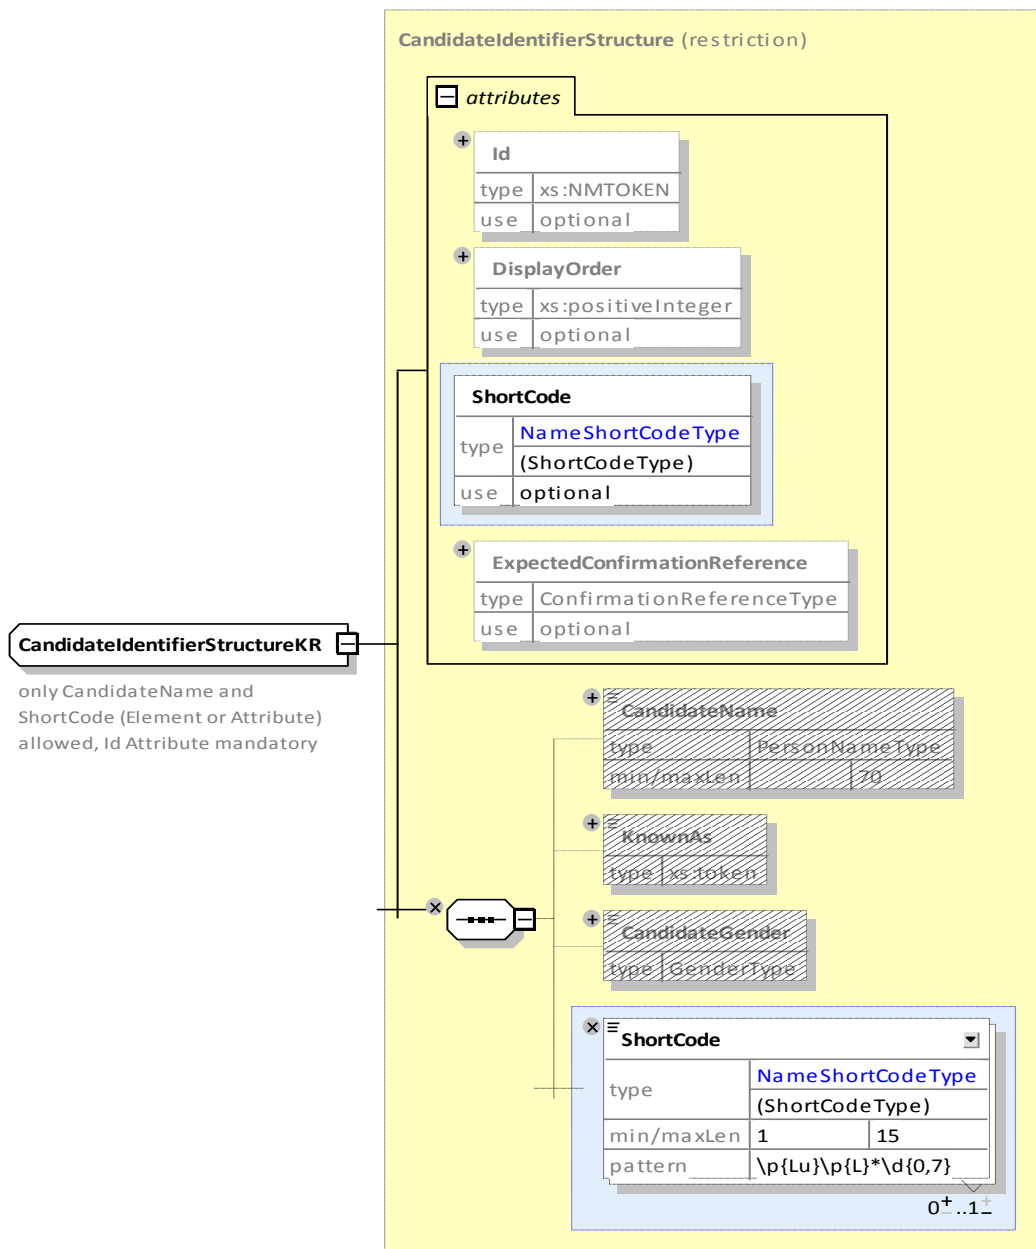 CandidateIdentifierStructure (restriction)
attributes
Id
type xs:NMTOKEN
use optional
DisplayOrder
type xs:positiveInteger
use optional
ShortCode
type NameShortCodeType
(ShortCodeType)
use optional
ExpectedConfirmationReference
type ConfirmationReferenceType
use optional
CandidateIdentifierStructureKR
only CandidateName and
ShortCode (Element or Attribute)
allowed, Id Attribute mandatory
CandidateName
type PersonNameType
min/maxLen 70
KnownAs
type xs:token
CandidateGender
type GenderType
ShortCode
type NameShortCodeType
(ShortCodeType)
min/maxLen 1 15
pattern \p{Lu}\p{L}*\d{0,7}
0..1